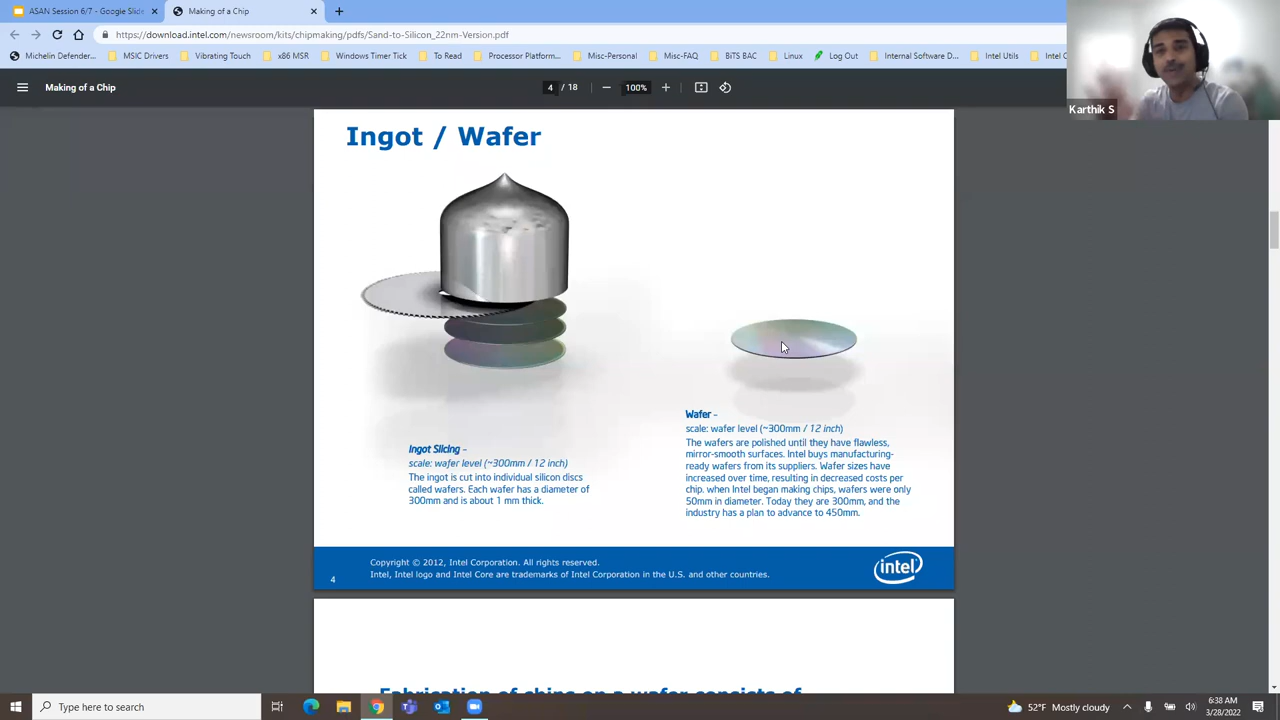 ASAN Session 6/7 - Google Slide
Making of a Chip
https://newsroom.intel.com/newsroom/kits/chipmaking/pdfs/Sand-to-Silicon_22nm-Version.pdf
Michelin Defender...
MSIC Drivers
Vibrating Touch
x86 MSR
Windows Timer Tick
To Read
Processor Platform...
Misc-Personal
Misc-FAQ
BiTS BAC
Linux
Log Out
Internal Software D...
Intel Utils
Intel
Karthik S
Making of a Chip
4 / 18
100%
Ingot / Wafer
Ingot Slicing –
scale: wafer level (~300mm / 12 inch)
The ingot is cut into individual silicon discs
called wafers. Each wafer has a diameter of
300mm and is about 1 mm thick.
Wafer –
scale: wafer level (~300mm / 12 inch)
The wafers are polished until they have flawless,
mirror-smooth surfaces. Intel buys manufacturing-
ready wafers from its suppliers. Wafer sizes have
increased over time, resulting in decreased costs per
chip. when Intel began making chips, wafers were only
50mm in diameter. Today they are 300mm, and the
industry has a plan to advance to 450mm.
4
Copyright © 2012, Intel Corporation. All rights reserved.
Intel, Intel logo and Intel Core are trademarks of Intel Corporation in the U.S. and other countries.
intel
Type here to search
52°F Mostly cloudy
6:38 AM
3/28/2022